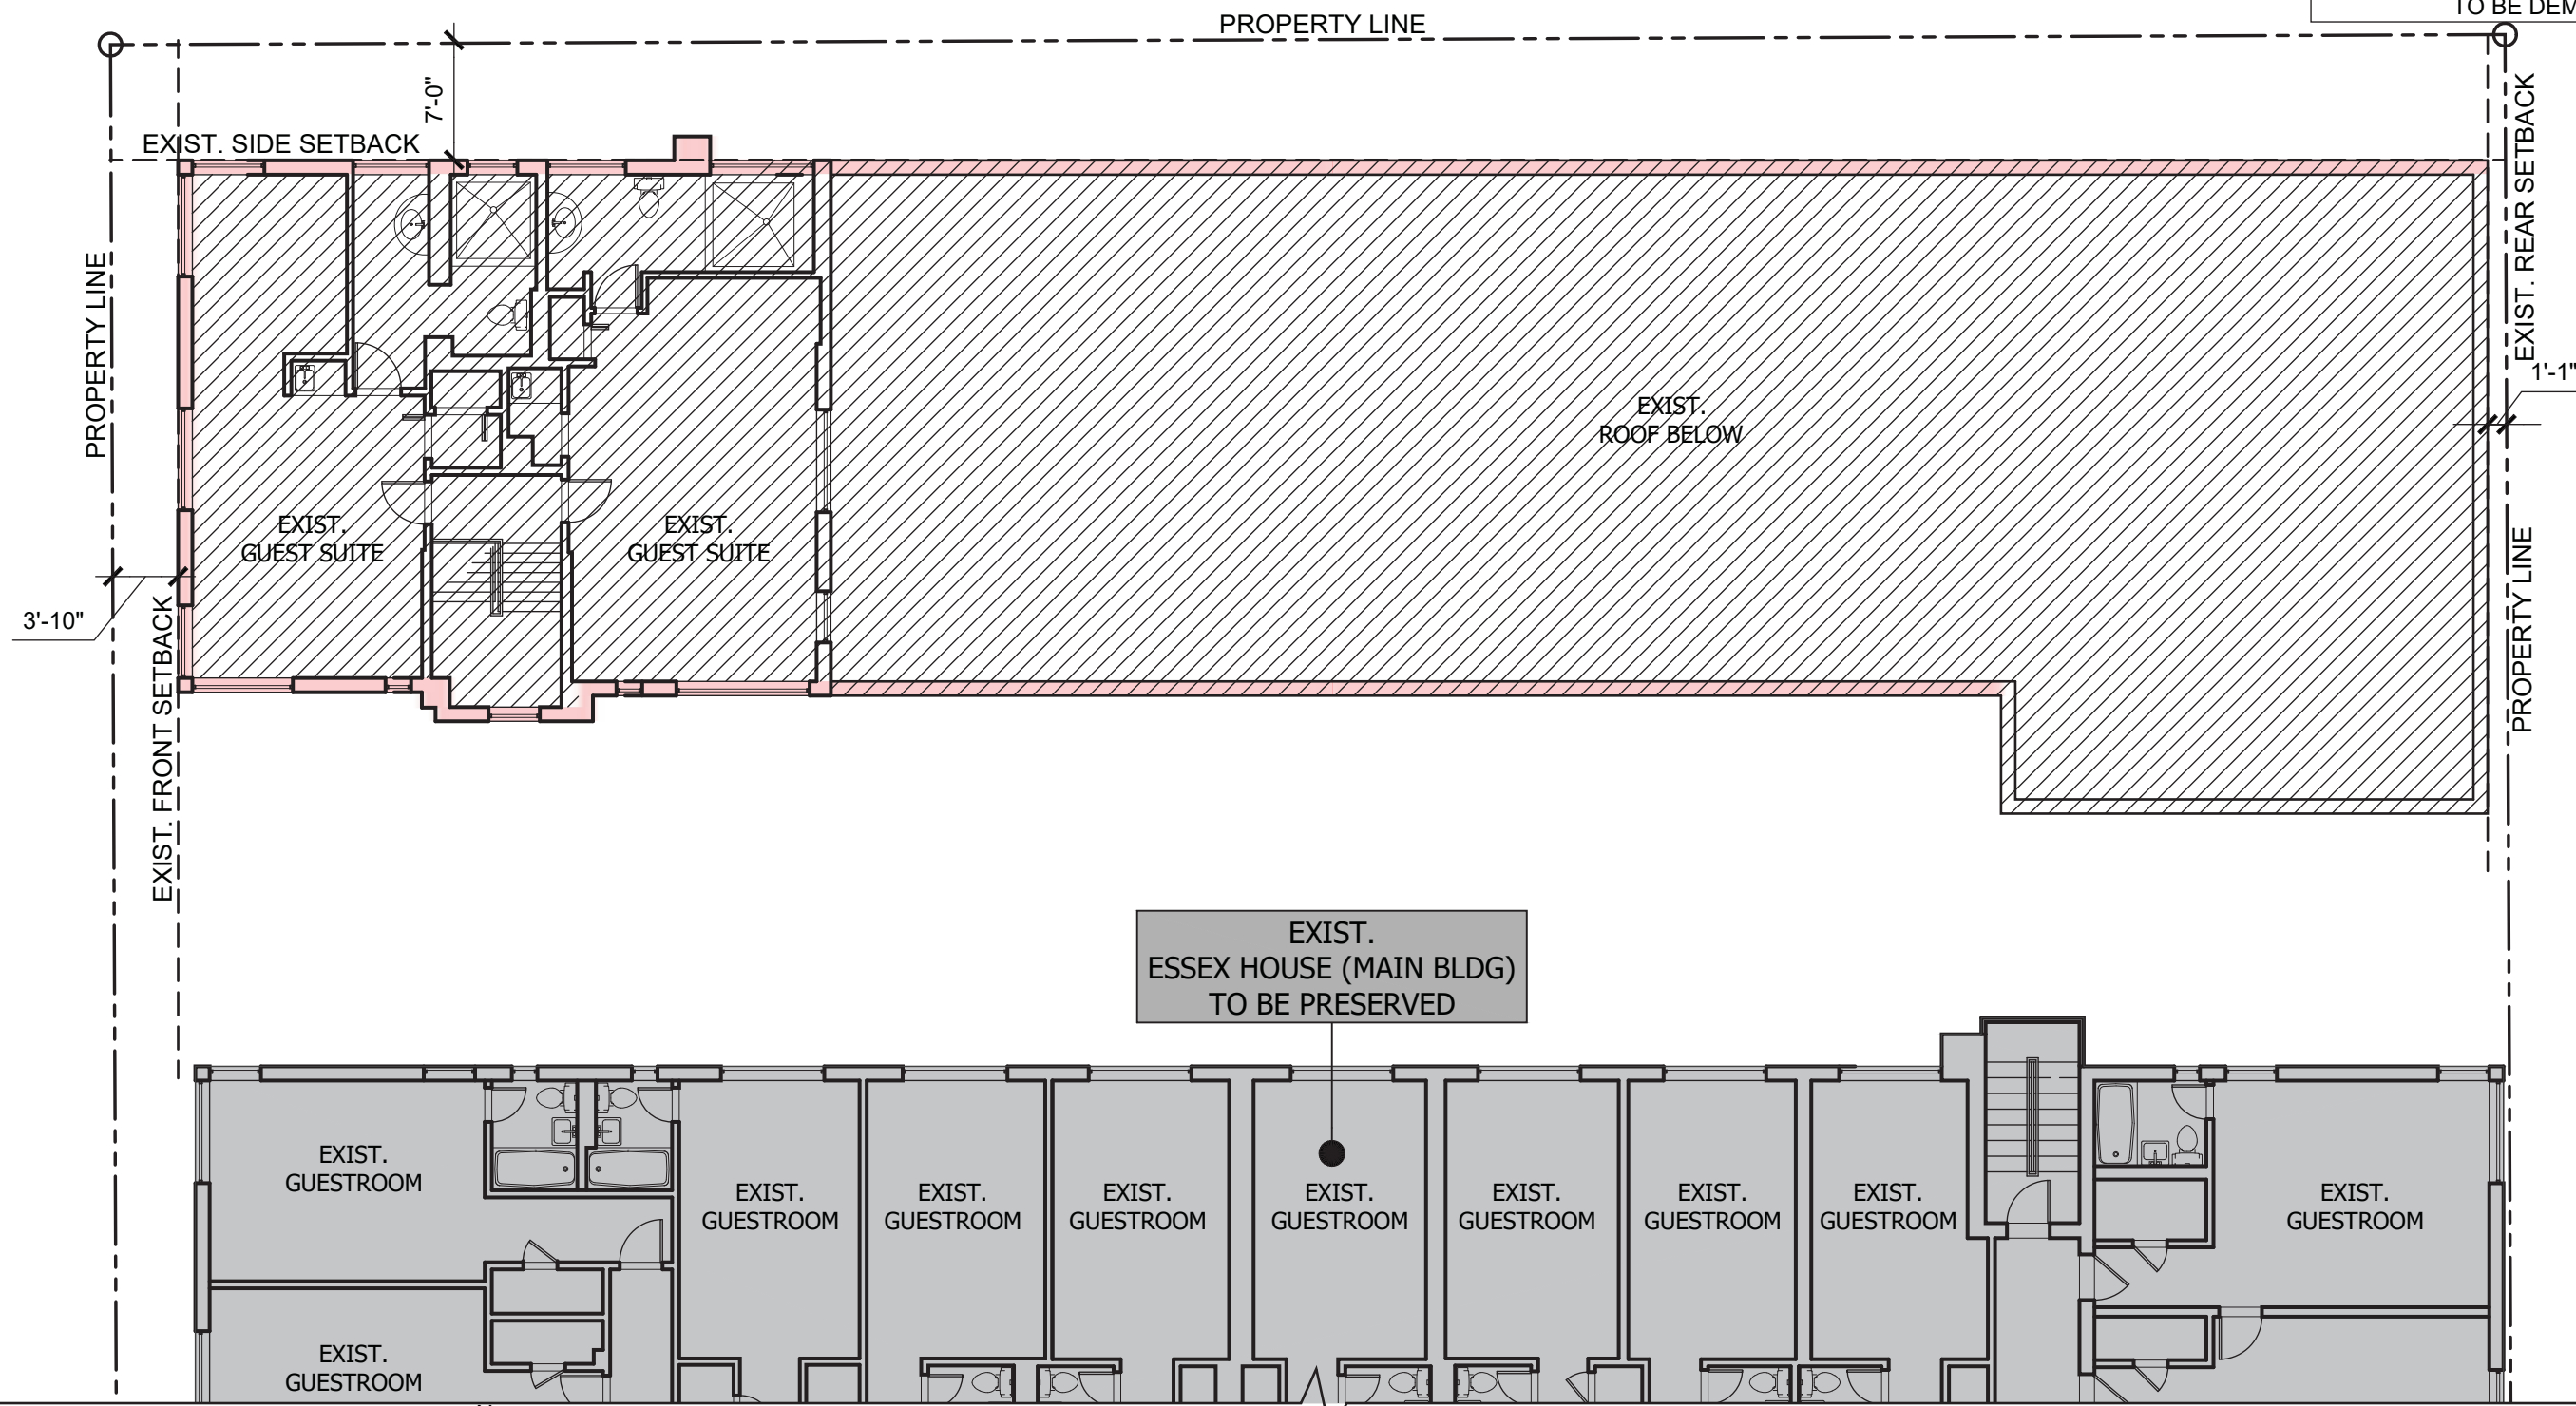 TO BE DEM
PROPERTY LINE
7'-0"
EXIST. SIDE SETBACK
EXIST. REAR SETBACK
PROPERTY LINE
1'-1"
EXIST.
ROOF BELOW
EXIST.
GUEST SUITE
EXIST.
GUEST SUITE
3'-10"
EXIST. FRONT SETBACK
PROPERTY LINE
EXIST.
ESSEX HOUSE (MAIN BLDG)
TO BE PRESERVED
EXIST.
GUESTROOM
EXIST.
GUESTROOM
EXIST.
GUESTROOM
EXIST.
GUESTROOM
EXIST.
GUESTROOM
EXIST.
GUESTROOM
EXIST.
GUESTROOM
EXIST.
GUESTROOM
EXIST.
GUESTROOM
EXIST.
GUESTROOM